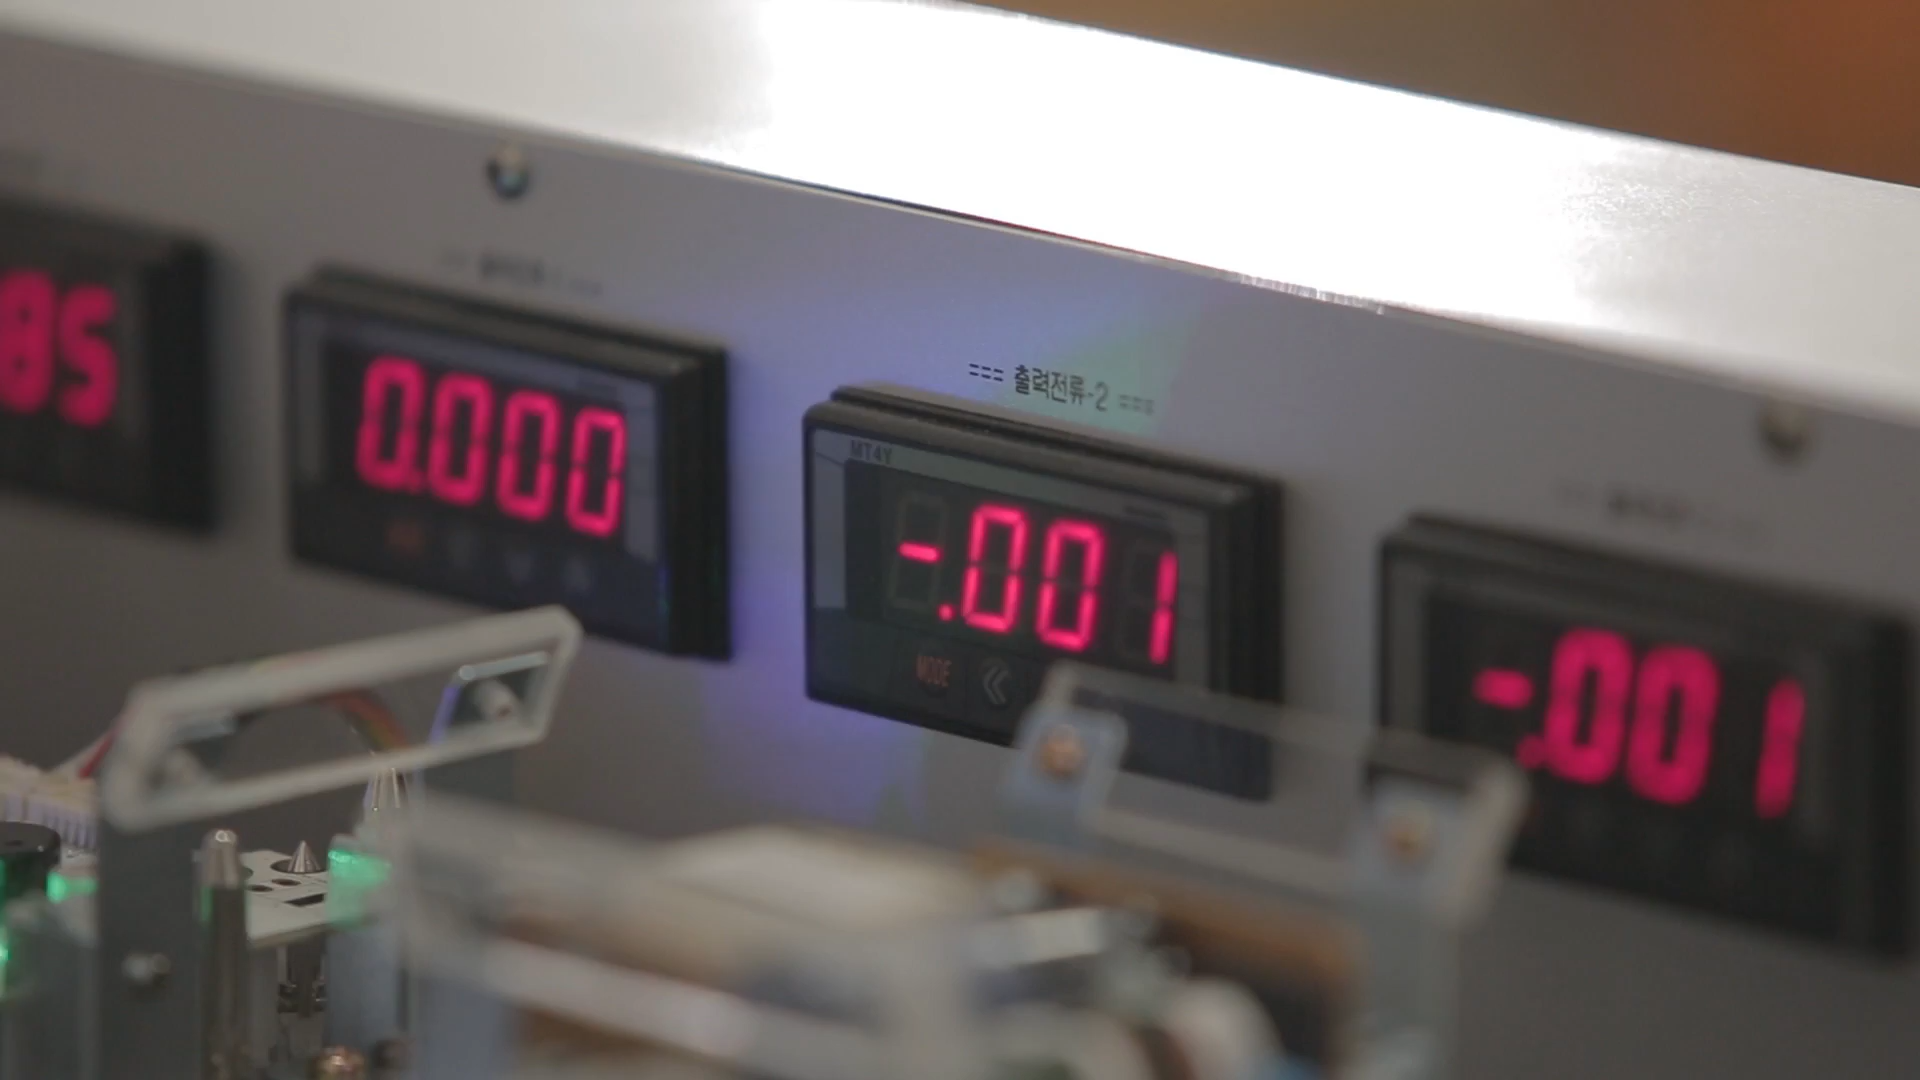 85
0.000
=== 출력전류-2 ===
MT4Y
-.001
MODE
-.001